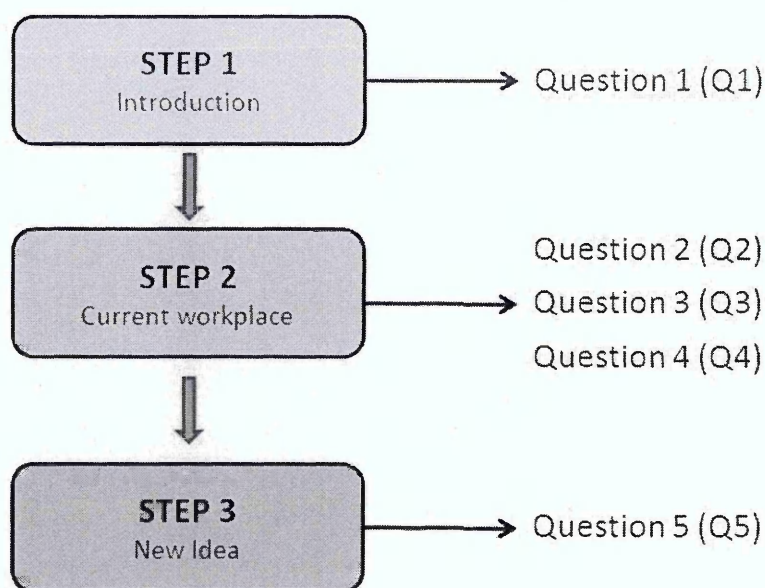 STEP 1
Introduction
Question 1 (Q1)
STEP 2
Current workplace
Question 2 (Q2)
Question 3 (Q3)
Question 4 (Q4)
STEP 3
New Idea
Question 5 (Q5)